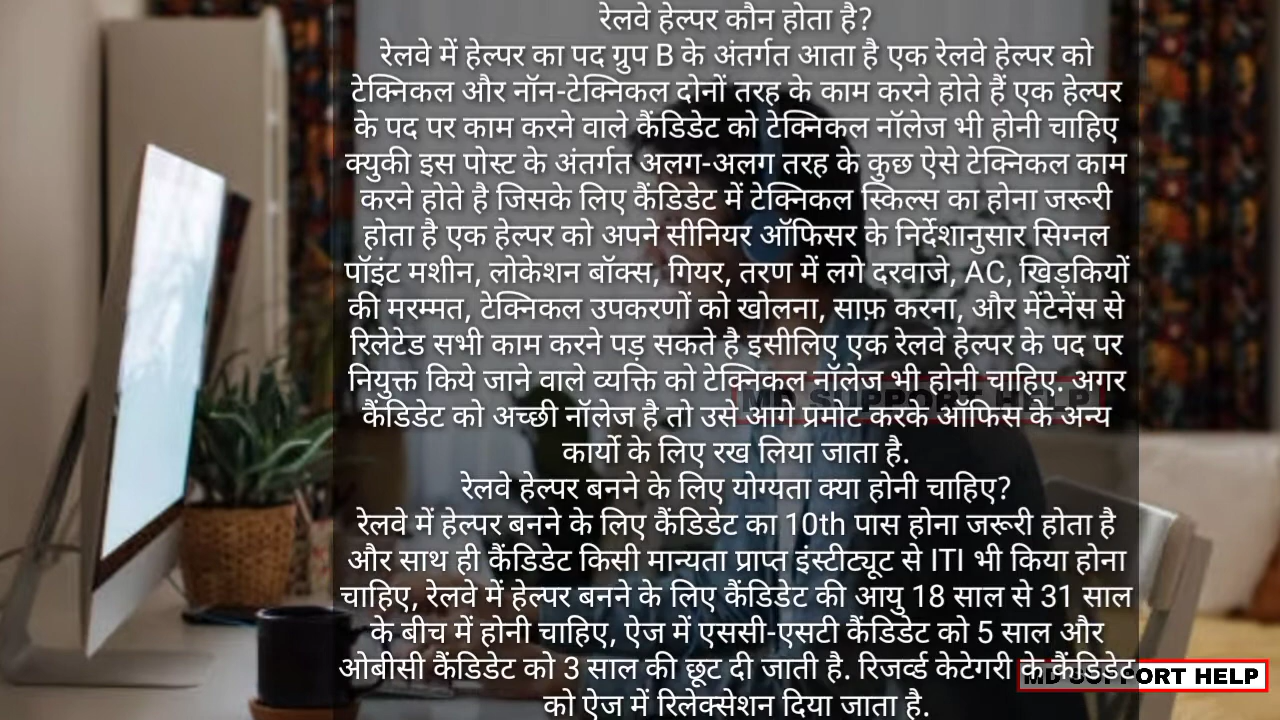 रेलवे हेल्पर कौन होता है?
रेलवे में हेल्पर का पद ग्रुप B के अंतर्गत आता है एक रेलवे हेल्पर को
टेक्निकल और नॉन-टेक्निकल दोनों तरह के काम करने होते हैं एक हेल्पर
के पद पर काम करने वाले कैंडिडेट को टेक्निकल नॉलेज भी होनी चाहिए
क्युकी इस पोस्ट के अंतर्गत अलग-अलग तरह के कुछ ऐसे टेक्निकल काम
करने होते है जिसके लिए कैंडिडेट में टेक्निकल स्किल्स का होना जरूरी
होता है एक हेल्पर को अपने सीनियर ऑफिसर के निर्देशानुसार सिग्नल
पॉइंट मशीन, लोकेशन बॉक्स, गियर, तरण में लगे दरवाजे, AC, खिड़कियों
की मरम्मत, टेक्निकल उपकरणों को खोलना, साफ़ करना, और मेंटेनेंस से
रिलेटेड सभी काम करने पड़ सकते है इसीलिए एक रेलवे हेल्पर के पद पर
नियुक्त किये जाने वाले व्यक्ति को टेक्निकल नॉलेज भी होनी चाहिए. अगर
MD SUPPORT HELP
कैंडिडेट को अच्छी नॉलेज है तो उसे आगे प्रमोट करके ऑफिस के अन्य
कार्यो के लिए रख लिया जाता है.
रेलवे हेल्पर बनने के लिए योग्यता क्या होनी चाहिए?
रेलवे में हेल्पर बनने के लिए कैंडिडेट का 10th पास होना जरूरी होता है
और साथ ही कैंडिडेट किसी मान्यता प्राप्त इंस्टीट्यूट से ITI भी किया होना
चाहिए, रेलवे में हेल्पर बनने के लिए कैंडिडेट की आयु 18 साल से 31 साल
के बीच में होनी चाहिए, ऐज में एससी-एसटी कैंडिडेट को 5 साल और
ओबीसी कैंडिडेट को 3 साल की छूट दी जाती है. रिजर्व्ड केटेगरी के कैंडिडेट
MD SUPPORT HELP
को ऐज में रिलेक्सेशन दिया जाता है.